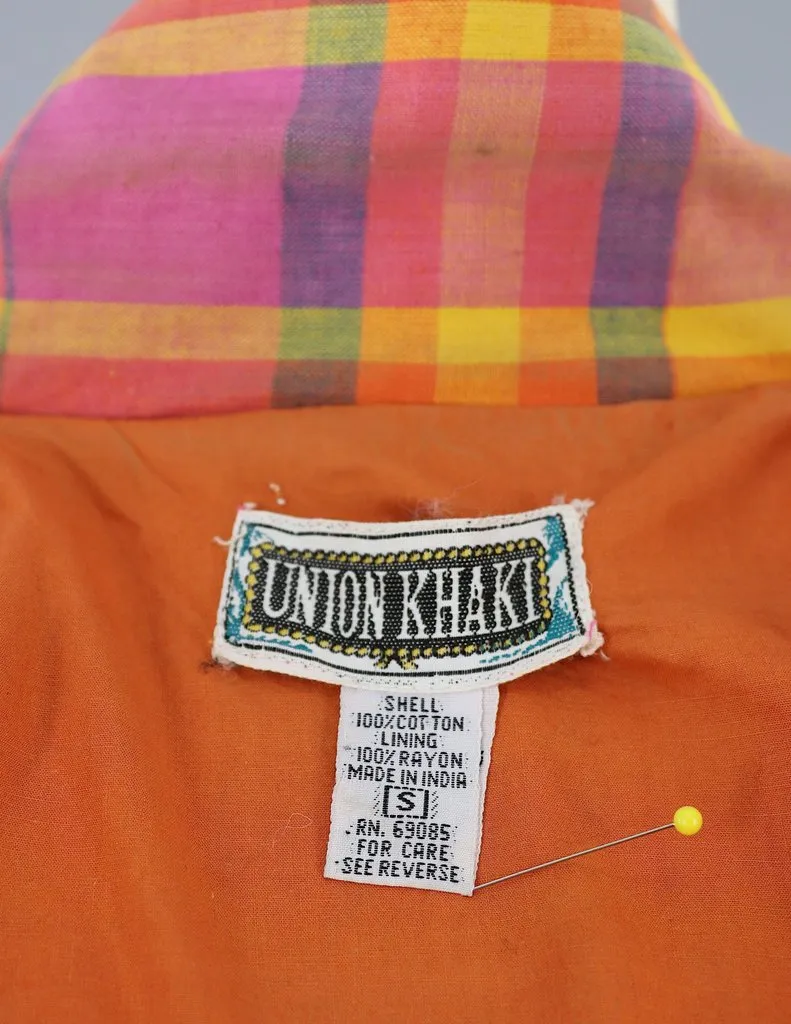 UNION KHAKI
SHELL
100% COTTON
LINING
100% RAYON
MADE IN INDIA
S
RN. 69085
FOR CARE
SEE REVERSE